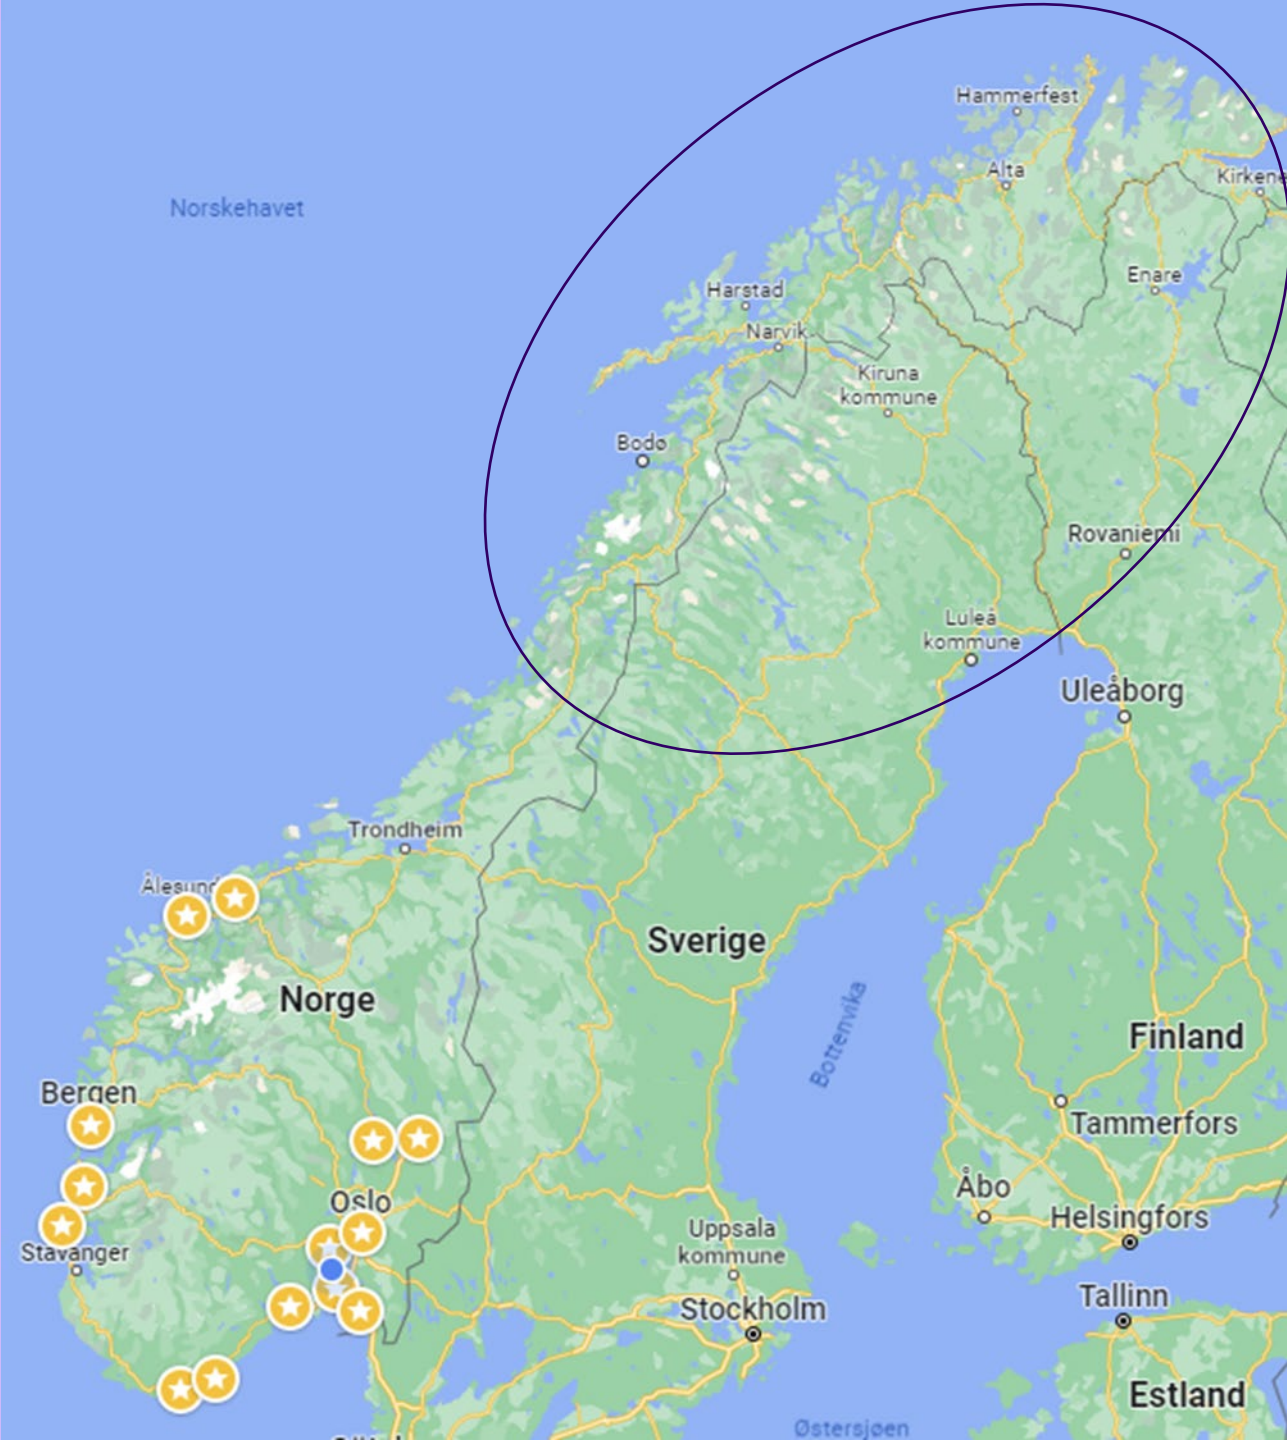 Hammerfest
Alta
Kirkene
Norskehavet
Enare
Harstad
Narvik
Kiruna
kommune
Bodø
Rovaniemi
Luleå
kommune
Uleåborg
Trondheim
Ålesund
Sverige
Norge
Bottenvika
Finland
Bergen
Tammerfors
Åbo
Oslo
Helsingfors
Uppsala
kommune
Stavanger
Tallinn
Stockholm
Estland
Østersjøen